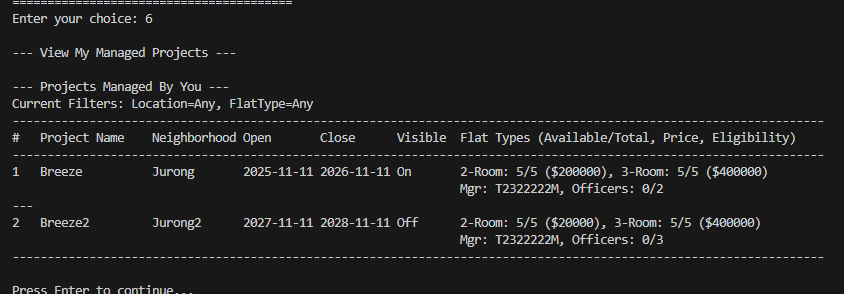 ========================================
Enter your choice: 6
--- View My Managed Projects ---
--- Projects Managed By You ---
Current Filters: Location=Any, FlatType=Any
--------------------------------------------------------------------------------------------------------------------
#   Project Name    Neighborhood Open       Close      Visible  Flat Types (Available/Total, Price, Eligibility)
--------------------------------------------------------------------------------------------------------------------
1   Breeze          Jurong       2025-11-11 2026-11-11 On       2-Room: 5/5 ($200000), 3-Room: 5/5 ($400000)
                                                                Mgr: T2322222M, Officers: 0/2
---
2   Breeze2         Jurong2      2027-11-11 2028-11-11 Off      2-Room: 5/5 ($20000), 3-Room: 5/5 ($400000)
                                                                Mgr: T2322222M, Officers: 0/3
--------------------------------------------------------------------------------------------------------------------
Press Enter to continue...